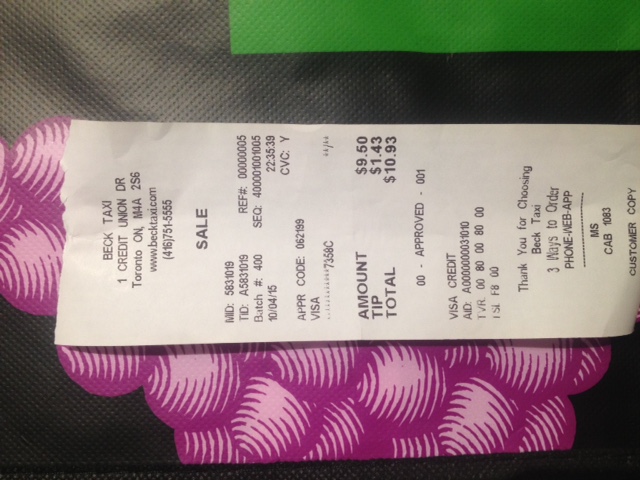 BECK TAXI
1 CREDIT UNION DR
Toronto ON, M4A 2S6
www.becktaxi.com
(416)751-5555
SALE
MID: 5831019
TID: A5831019 REF#: 00000005
Batch #: 400 SEQ: 400001001005
10/04/15 22:35:39
CVC: Y
APPR CODE: 062199
VISA
************7358C **/**
AMOUNT $9.50
TIP $1.43
TOTAL $10.93
00 - APPROVED - 001
VISA CREDIT
AID: A0000000031010
TVR: 00 80 00 80 00
TSI: F8 00
Thank You for Choosing
Beck Taxi
3 Ways to Order
PHONE-WEB-APP
MS
CAB 1083
CUSTOMER COPY